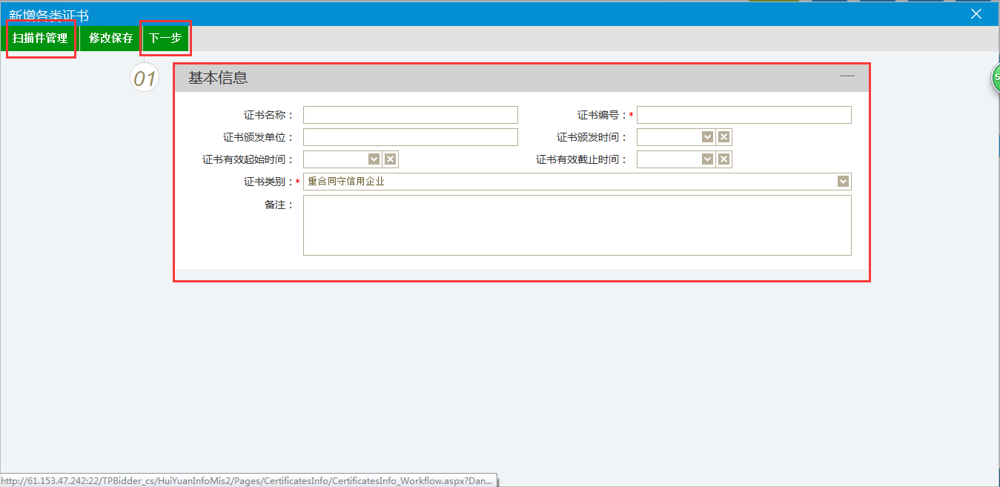 新增各类证书
扫描件管理 修改保存 下一步
01 基本信息
证书名称： 证书编号：*
证书颁发单位： 证书颁发时间：
证书有效起始时间： 证书有效截止时间：
证书类别：* 重合同守信用企业
备注：
http://61.153.47.242:22/TPBidder_cs/HuiYuanInfoMis2/Pages/CertificatesInfo/CertificatesInfo_Workflow.aspx?Dan...